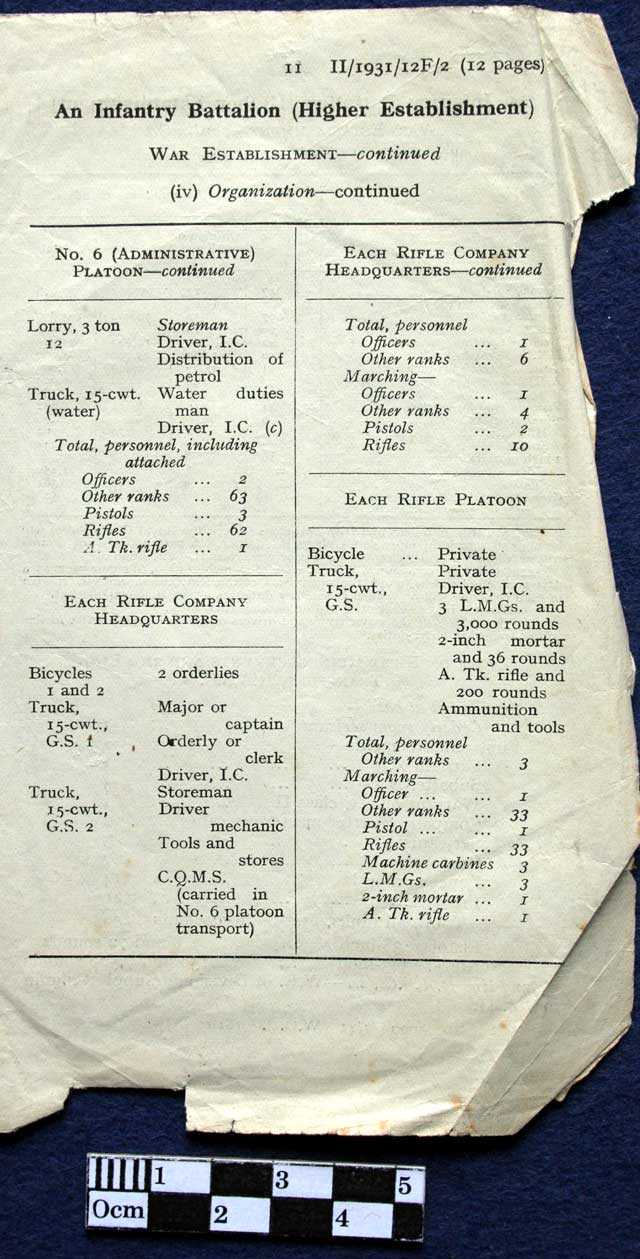 11 II/1931/12F/2 (12 pages)
An Infantry Battalion (Higher Establishment)
WAR ESTABLISHMENT—continued
(iv) Organization—continued
No. 6 (ADMINISTRATIVE)
PLATOON—continued
Lorry, 3 ton Storeman
12 Driver, I.C.
Distribution of
petrol
Truck, 15-cwt. Water duties
(water) man
Driver, I.C. (c)
Total, personnel, including
attached
Officers ... 2
Other ranks ... 63
Pistols ... 3
Rifles ... 62
A. Tk. rifle ... 1
EACH RIFLE COMPANY
HEADQUARTERS
Bicycles 2 orderlies
1 and 2
Truck, Major or
15-cwt., captain
G.S. 1 Orderly or
clerk
Driver, I.C.
Truck, Storeman
15-cwt., Driver
G.S. 2 mechanic
Tools and
stores
C.Q.M.S.
(carried in
No. 6 platoon
transport)
EACH RIFLE COMPANY
HEADQUARTERS—continued
Total, personnel
Officers ... 1
Other ranks ... 6
Marching—
Officers ... 1
Other ranks ... 4
Pistols ... 2
Rifles ... 10
EACH RIFLE PLATOON
Bicycle ... Private
Truck, Private
15-cwt., Driver, I.C.
G.S. 3 L.M.Gs. and
3,000 rounds
2-inch mortar
and 36 rounds
A. Tk. rifle and
200 rounds
Ammunition
and tools
Total, personnel
Other ranks ... 3
Marching—
Officer ... ... 1
Other ranks ... 33
Pistol ... ... 1
Rifles ... 33
Machine carbines 3
L.M.Gs. ... 3
2-inch mortar ... 1
A. Tk. rifle ... 1
0cm 1 2 3 4 5